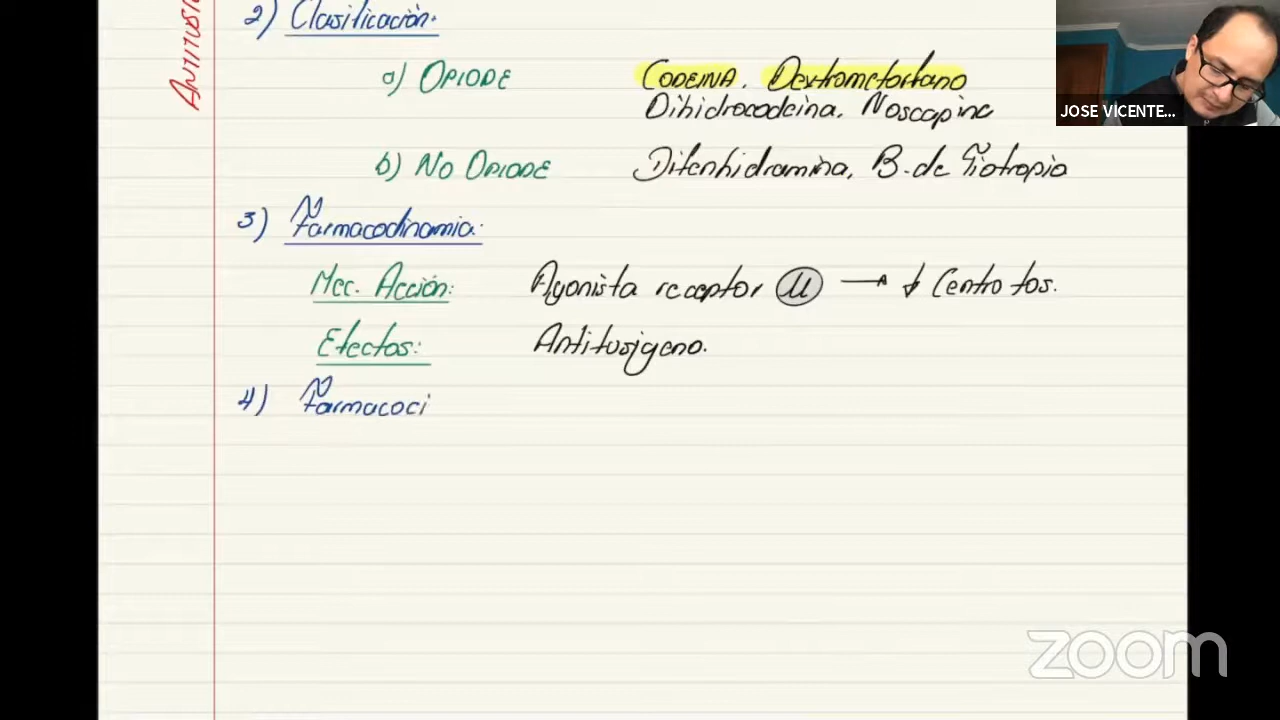 ANTITUSI
2) Clasificación:
a) OPIODE CODEINA. Dextrometorfano
Dihidrocodeina. Noscapina
b) NO OPIODE Difenhidramina, B. de Tiotropio
3) Farmacodinamia:
Mec. Acción: Agonista receptor μ → ↓ Centro tos.
Efectos: Antitusigeno.
4) Farmacoci
JOSE VICENTE...
zoom